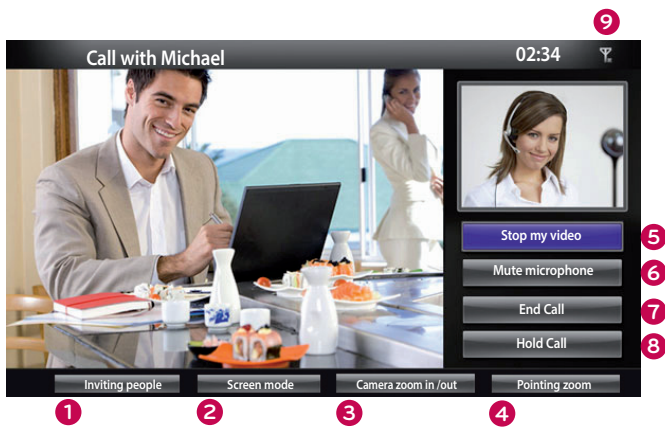 9
Call with Michael 02:34
Stop my video 5
Mute microphone 6
End Call 7
Hold Call 8
Inviting people Screen mode Camera zoom in /out Pointing zoom
1 2 3 4